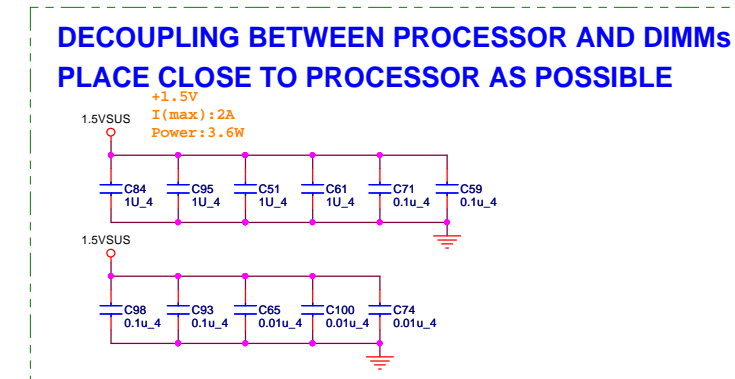 DECOUPLING BETWEEN PROCESSOR AND DIMMs
PLACE CLOSE TO PROCESSOR AS POSSIBLE
+1.5V
1.5VSUS I(max):2A
Power:3.6W
C84 C95 C51 C61 C71 C59
1U_4 1U_4 1U_4 1U_4 0.1u_4 0.1u_4
1.5VSUS
C98 C93 C65 C100 C74
0.1u_4 0.1u_4 0.01u_4 0.01u_4 0.01u_4